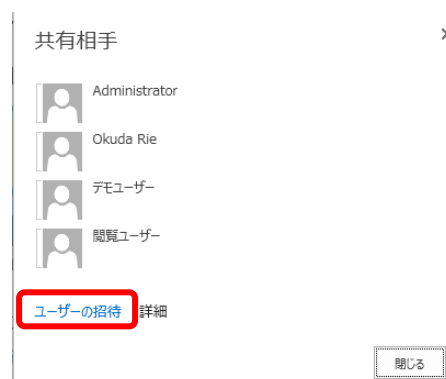 共有相手
Administrator
Okuda Rie
デモユーザー
閲覧ユーザー
ユーザーの招待 詳細
閉じる